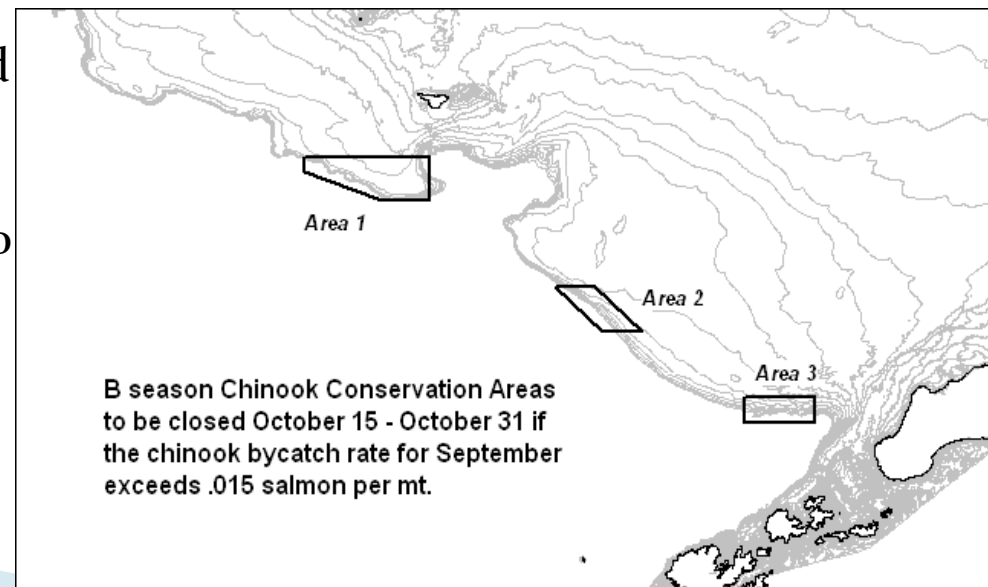 d
o
Area 1
Area 2
Area 3
B season Chinook Conservation Areas
to be closed October 15 - October 31 if
the chinook bycatch rate for September
exceeds .015 salmon per mt.